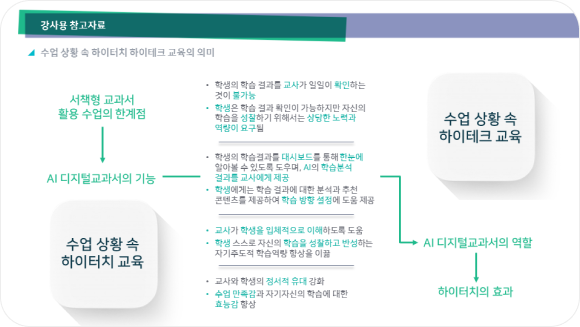 강사용 참고자료
수업 상황 속 하이터치 하이테크 교육의 의미
서책형 교과서
활용 수업의 한계점
AI 디지털교과서의 기능
수업 상황 속
하이터치 교육
• 학생의 학습 결과를 교사가 일일이 확인하는
것이 불가능
• 학생은 학습 결과 확인이 가능하지만 자신의
학습을 성찰하기 위해서는 상당한 노력과
역량이 요구됨
• 학생의 학습결과를 대시보드를 통해 한눈에
알아볼 수 있도록 도우며, AI의 학습분석
결과를 교사에게 제공
• 학생에게는 학습 결과에 대한 분석과 추천
콘텐츠를 제공하여 학습 방향 설정에 도움 제공
• 교사가 학생을 입체적으로 이해하도록 도움
• 학생 스스로 자신의 학습을 성찰하고 반성하는
자기주도적 학습역량 향상을 이끎
• 교사와 학생의 정서적 유대 강화
• 수업 만족감과 자기자신의 학습에 대한
효능감 향상
수업 상황 속
하이테크 교육
AI 디지털교과서의 역할
하이터치의 효과